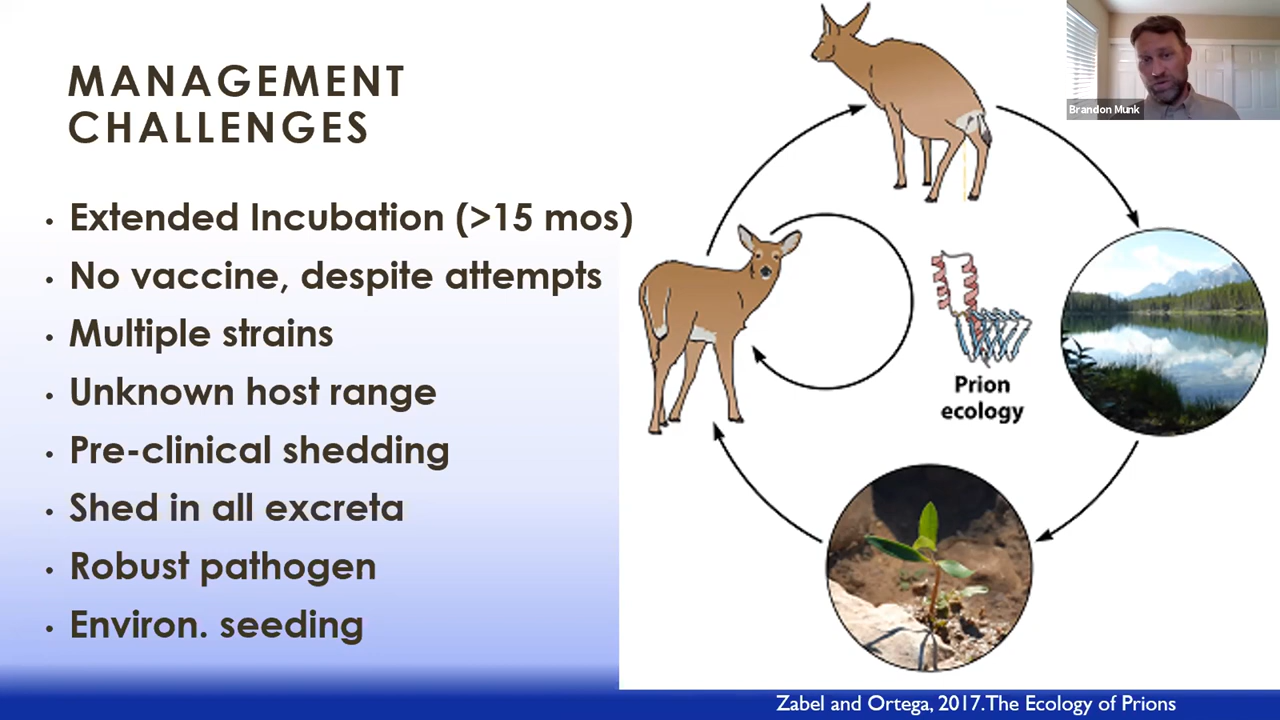 MANAGEMENT
CHALLENGES
• Extended Incubation (>15 mos)
• No vaccine, despite attempts
• Multiple strains
• Unknown host range
• Pre-clinical shedding
• Shed in all excreta
• Robust pathogen
• Environ. seeding
Prion
ecology
Brandon Munk
Zabel and Ortega, 2017.The Ecology of Prions